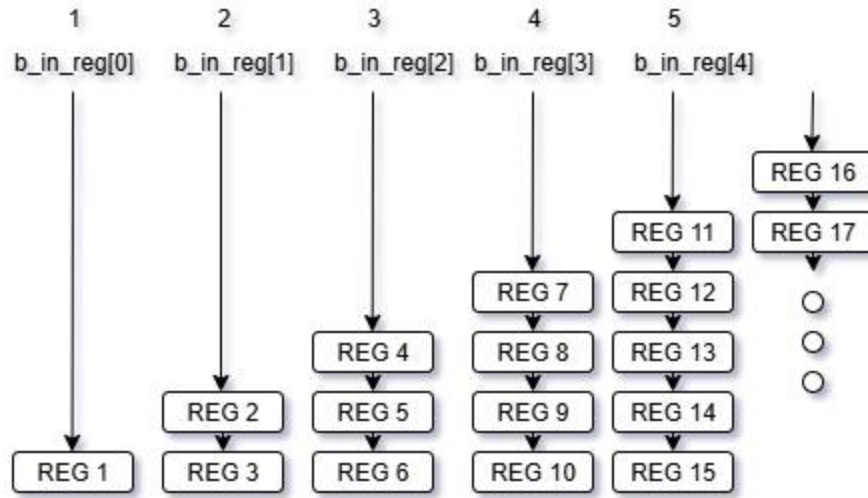 1 2 3 4 5
b_in_reg[0] b_in_reg[1] b_in_reg[2] b_in_reg[3] b_in_reg[4]
REG 16
REG 11 REG 17
REG 7 REG 12
REG 4 REG 8 REG 13
REG 2 REG 5 REG 9 REG 14
REG 1 REG 3 REG 6 REG 10 REG 15